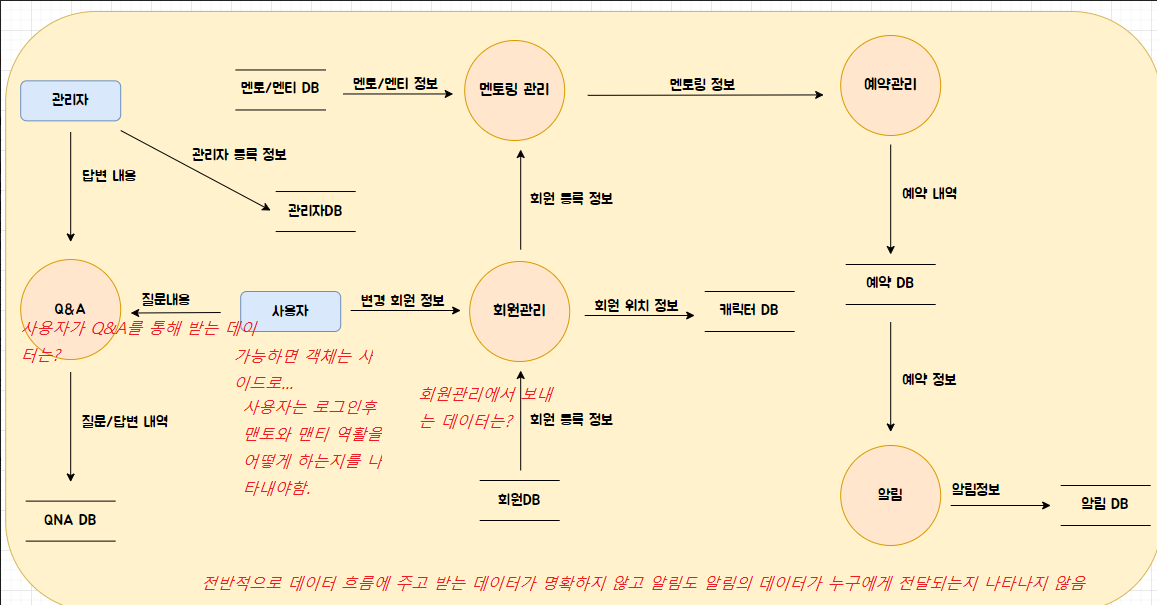 관리자
멘토/멘티 DB
멘토/멘티 정보
멘토링 관리
멘토링 정보
예약관리
관리자 등록 정보
답변 내용
회원 등록 정보
예약 내역
관리자DB
Q&A
질문내용
사용자
변경 회원 정보
회원관리
회원 위치 정보
캐릭터 DB
예약 DB
사용자가 Q&A를 통해 받는 데이
터는?
가능하면 객체는 사
이드로...
사용자는 로그인후
맨토와 맨티 역활을
어떻게 하는지를 나
타내야함.
회원관리에서 보내
는 데이터는?
회원 등록 정보
예약 정보
질문/답변 내역
QNA DB
회원DB
알림
알림정보
알림 DB
전반적으로 데이터 흐름에 주고 받는 데이터가 명확하지 않고 알림도 알림의 데이터가 누구에게 전달되는지 나타나지 않음